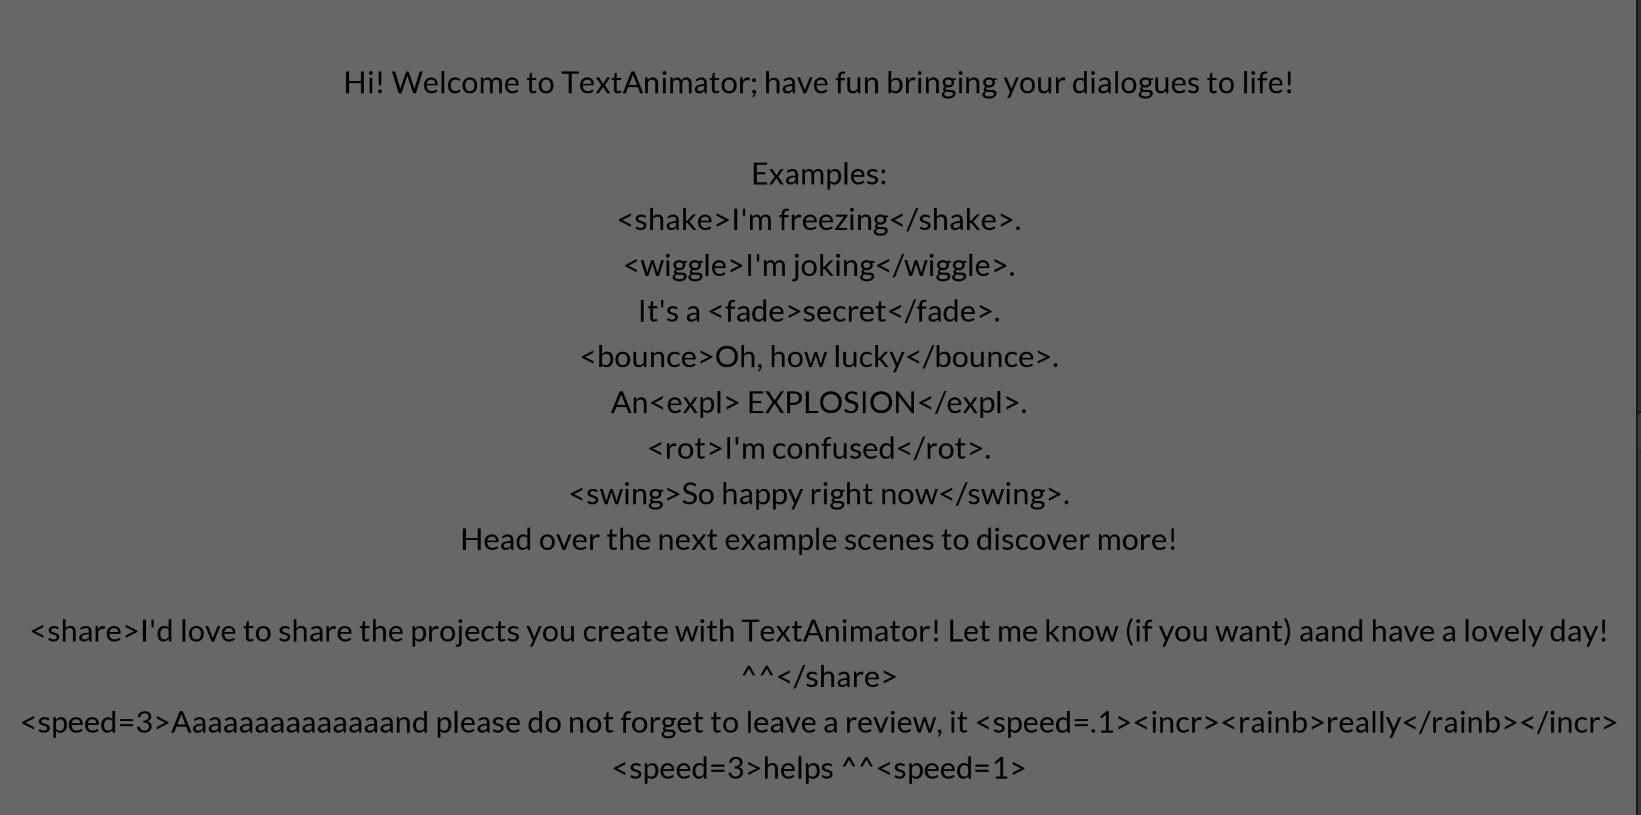 Hi! Welcome to TextAnimator; have fun bringing your dialogues to life!
Examples:
<shake>I'm freezing</shake>.
<wiggle>I'm joking</wiggle>.
It's a <fade>secret</fade>.
<bounce>Oh, how lucky</bounce>.
An<expl> EXPLOSION</expl>.
<rot>I'm confused</rot>.
<swing>So happy right now</swing>.
Head over the next example scenes to discover more!
<share>I'd love to share the projects you create with TextAnimator! Let me know (if you want) aand have a lovely day!
^^</share>
<speed=3>Aaaaaaaaaaaaaaand please do not forget to leave a review, it <speed=.1><incr><rainb>really</rainb></incr>
<speed=3>helps ^^<speed=1>